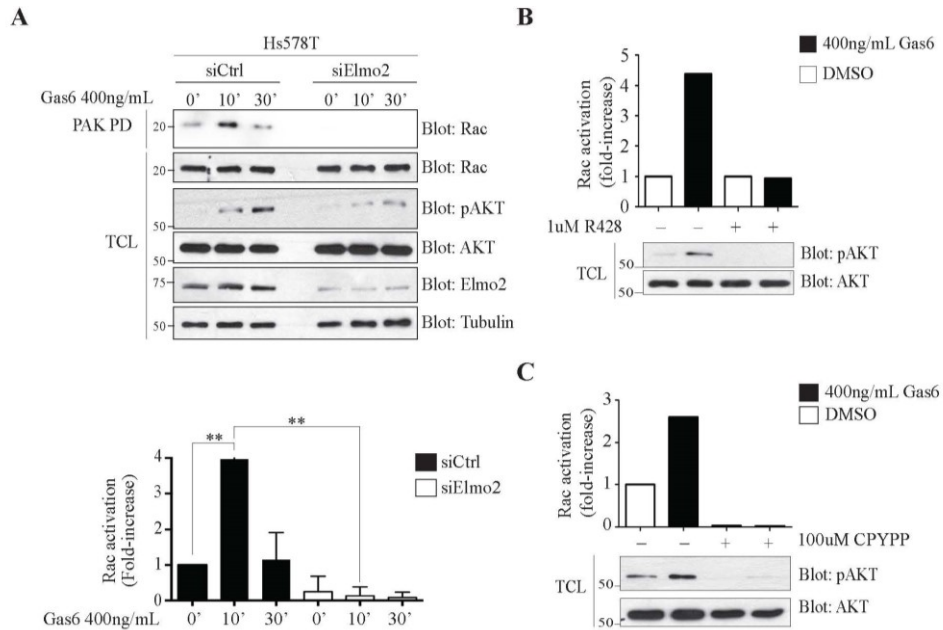 A
Hs578T
siCtrl siElmo2
Gas6 400ng/mL 0’ 10’ 30’ 0’ 10’ 30’
PAK PD 20 Blot: Rac
20 Blot: Rac
TCL
50 Blot: pAKT
50 Blot: AKT
75 Blot: Elmo2
50 Blot: Tubulin
Rac activation
(Fold-increase)
4
3
2
1
0
** **
siCtrl
siElmo2
Gas6 400ng/mL 0’ 10’ 30’ 0’ 10’ 30’
B
Rac activation
(fold-increase)
5
4
3
2
1
0
400ng/mL Gas6
DMSO
1uM R428 – – + +
TCL
50 Blot: pAKT
50 Blot: AKT
C
Rac activation
(fold-increase)
3
2
1
0
400ng/mL Gas6
DMSO
– – + + 100uM CPYPP
TCL
50 Blot: pAKT
50 Blot: AKT